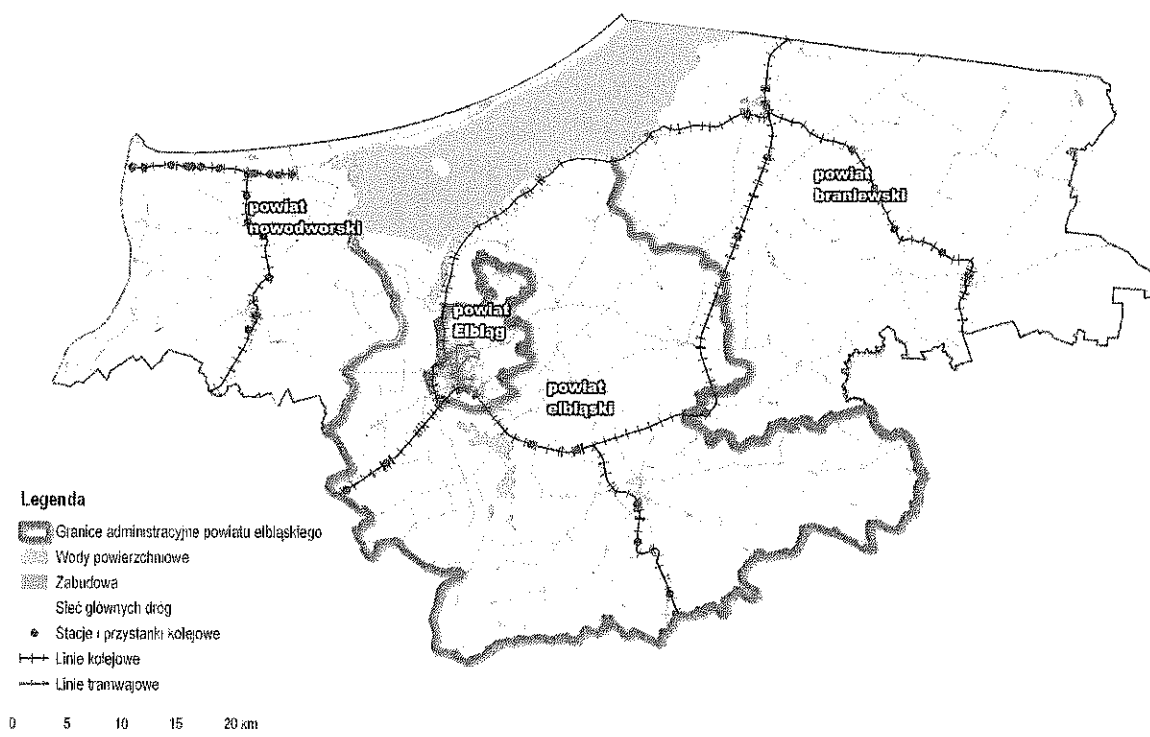 powiat
nowodworski
powiat
braniewski
powiat
Elbląg
powiat
elbląski
Legenda
Granice administracyjne powiatu elbląskiego
Wody powierzchniowe
Zabudowa
Sieć głównych dróg
Stacje i przystanki kolejowe
Linie kolejowe
Linie tramwajowe
0 5 10 15 20 km